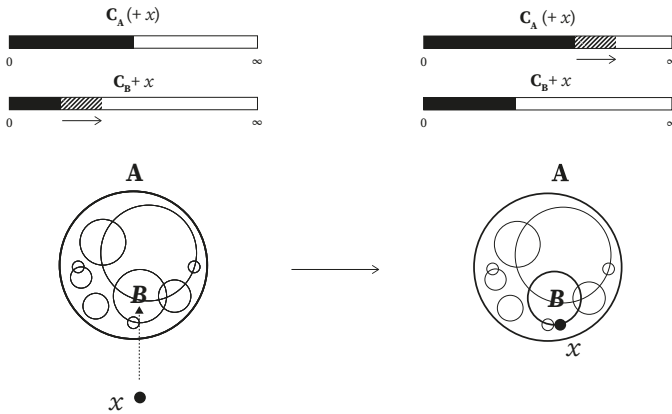 C_A (+ x)
0 ∞
C_B + x
0 ∞
A
B
x
C_A (+ x)
0 ∞
C_B + x
0 ∞
A
B
x